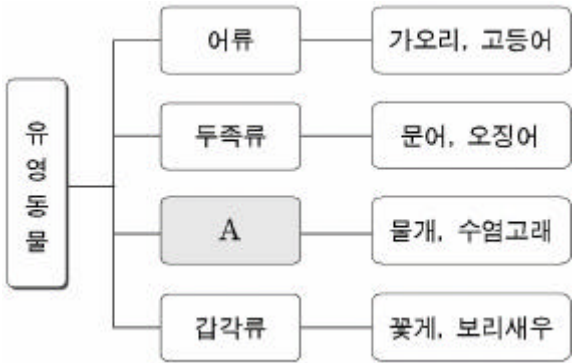 유영동물
어류
가오리, 고등어
두족류
문어, 오징어
A
물개, 수염고래
갑각류
꽃게, 보리새우